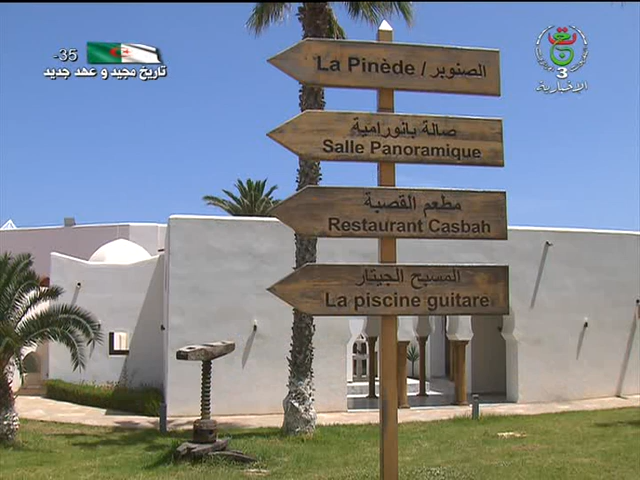 -35
تاريخ مجيد و عهد جديد
3
الإخبارية
La Pinède / الصنوبر
صالة بانورامية
Salle Panoramique
مطعم القصبة
Restaurant Casbah
المسبح الجيتار
La piscine guitare